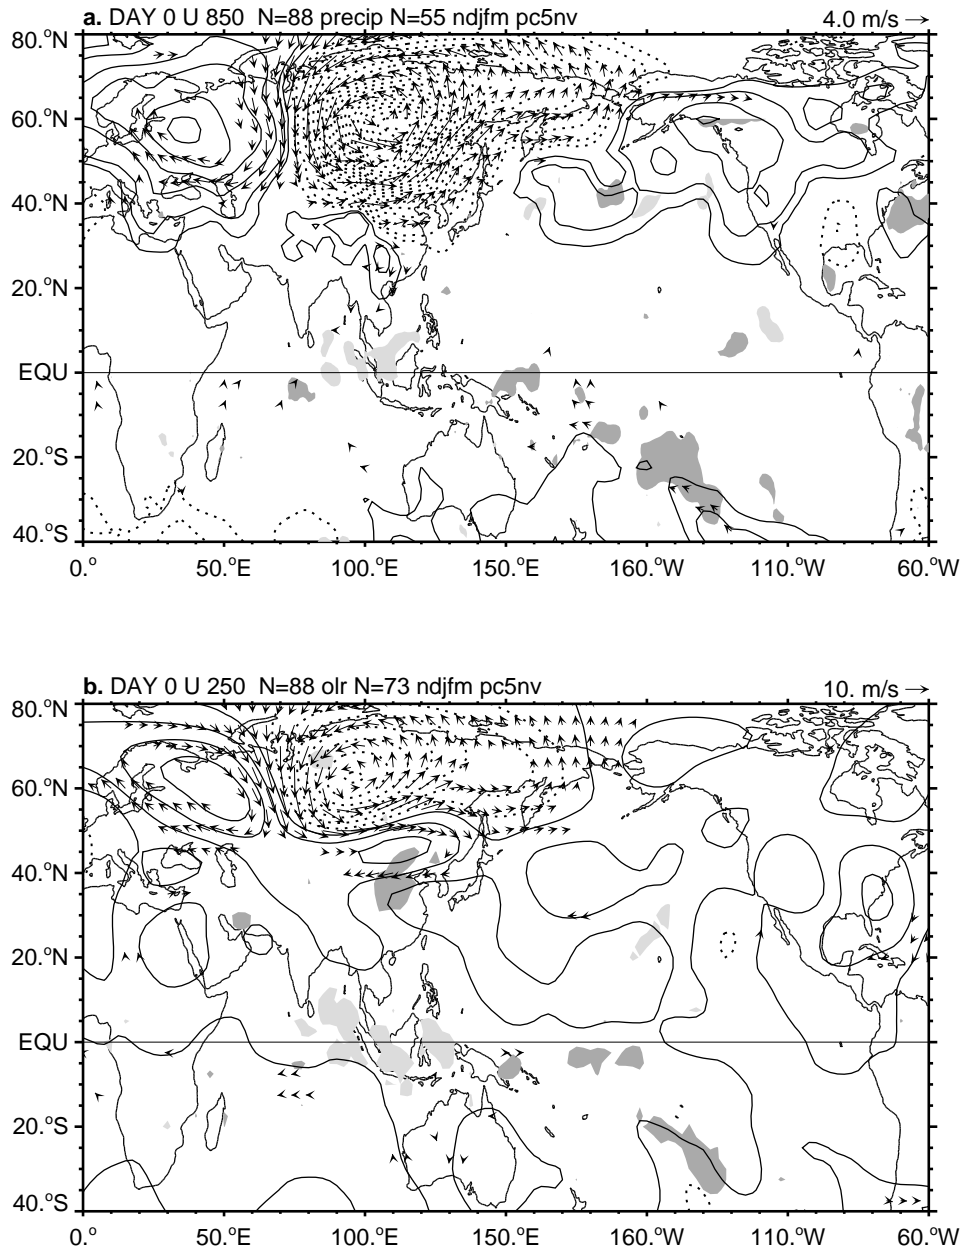 a. DAY 0 U 850 N=88 precip N=55 ndjfm pc5nv 4.0 m/s →
80.°N
60.°N
40.°N
20.°N
EQU
20.°S
40.°S
0.° 50.°E 100.°E 150.°E 160.°W 110.°W 60.°W
b. DAY 0 U 250 N=88 olr N=73 ndjfm pc5nv 10. m/s →
80.°N
60.°N
40.°N
20.°N
EQU
20.°S
40.°S
0.° 50.°E 100.°E 150.°E 160.°W 110.°W 60.°W